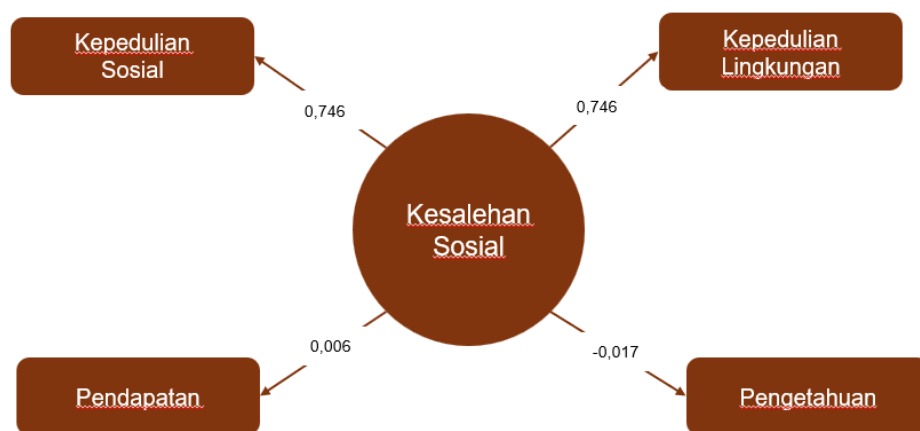 Kepedulian
Sosial
Kepedulian
Lingkungan
0,746
0,746
Kesalehan
Sosial
0,006
-0,017
Pendapatan
Pengetahuan